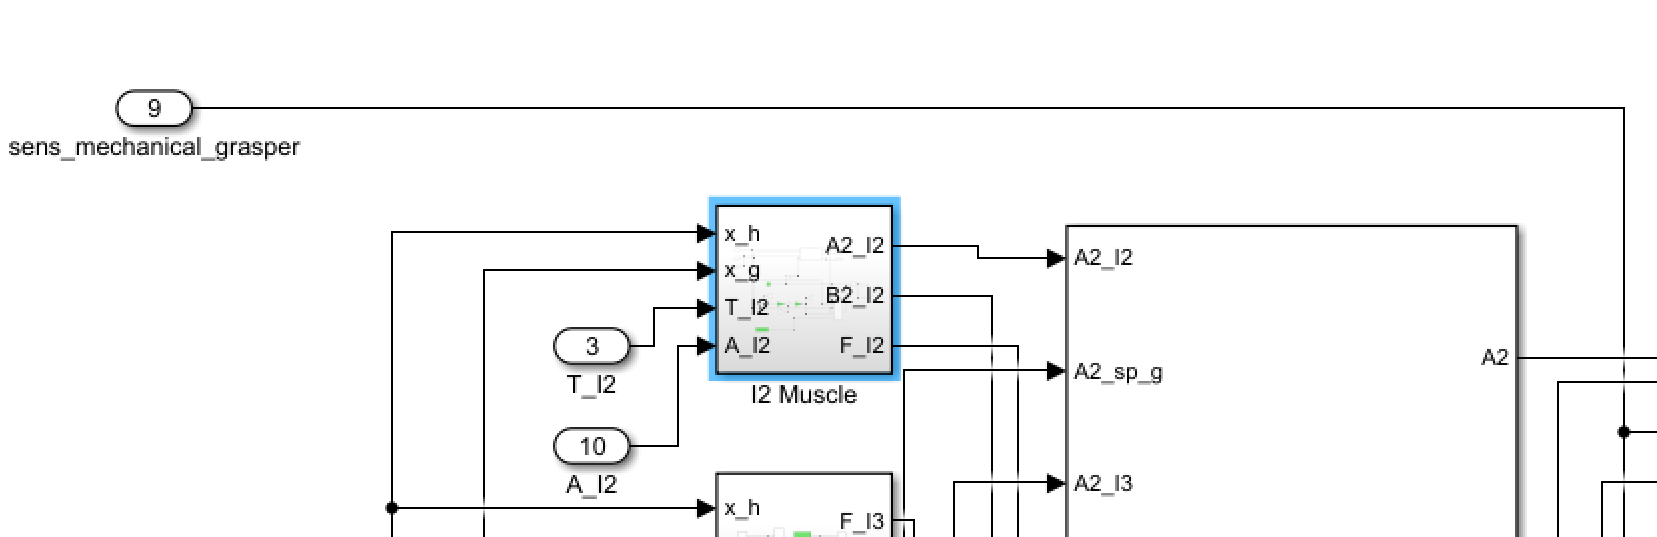 9
sens_mechanical_grasper
x_h
x_g
T_I2
A_I2
A2_I2
B2_I2
F_I2
I2 Muscle
3
T_I2
10
A_I2
x_h
F_I3
A2_I2
A2_sp_g
A2_I3
A2